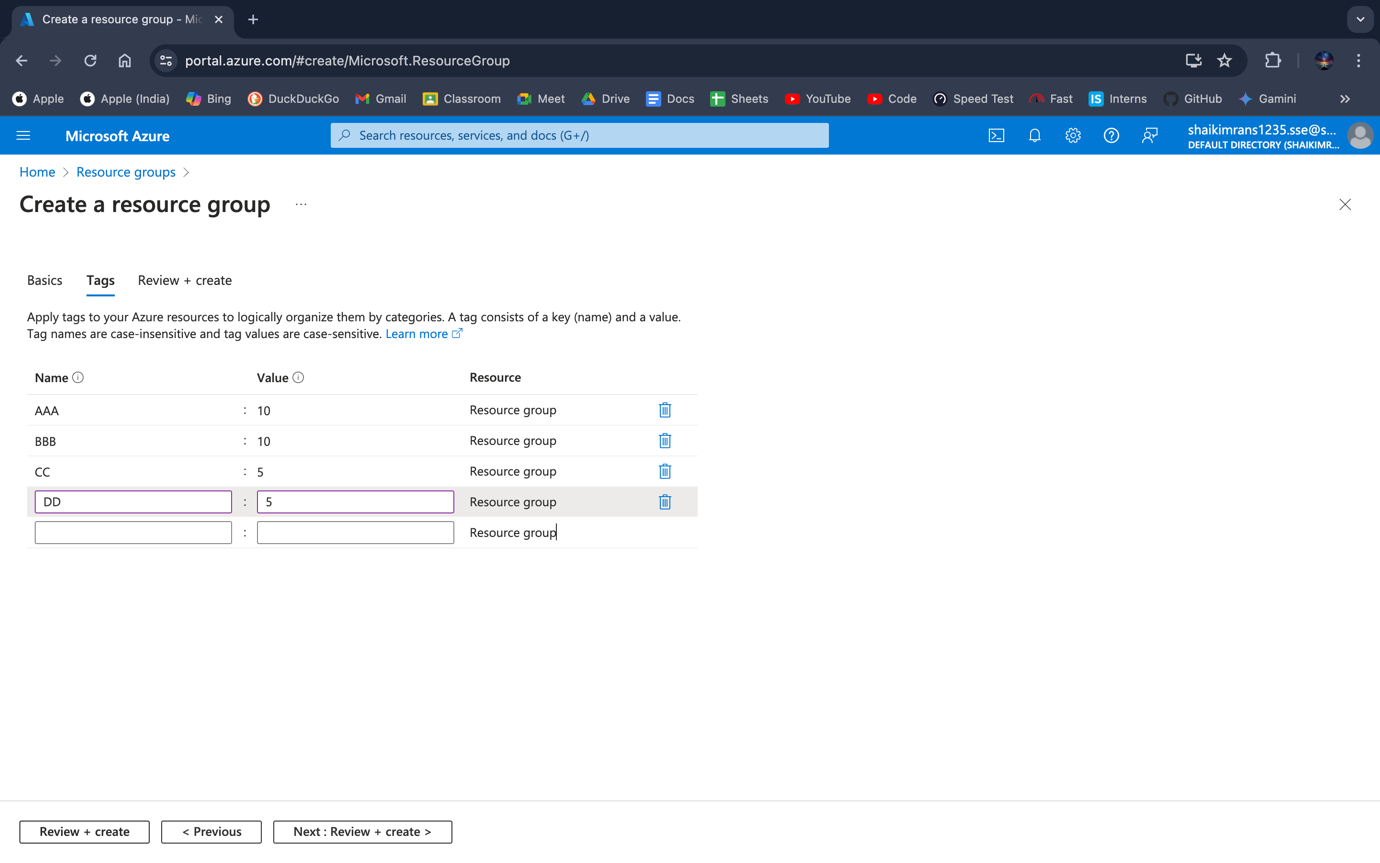 Create a resource group - Mic
portal.azure.com/#create/Microsoft.ResourceGroup
Apple Apple (India) Bing DuckDuckGo Gmail Classroom Meet Drive Docs Sheets YouTube Code Speed Test Fast IS Interns GitHub Gamini
Microsoft Azure
Search resources, services, and docs (G+/)
shaikimrans1235.sse@s...
DEFAULT DIRECTORY (SHAIKIMR...
Home > Resource groups >
Create a resource group ...
Basics Tags Review + create
Apply tags to your Azure resources to logically organize them by categories. A tag consists of a key (name) and a value.
Tag names are case-insensitive and tag values are case-sensitive. Learn more
Name Value Resource
AAA : 10 Resource group
BBB : 10 Resource group
CC : 5 Resource group
DD : 5 Resource group
: Resource group
Review + create < Previous Next : Review + create >